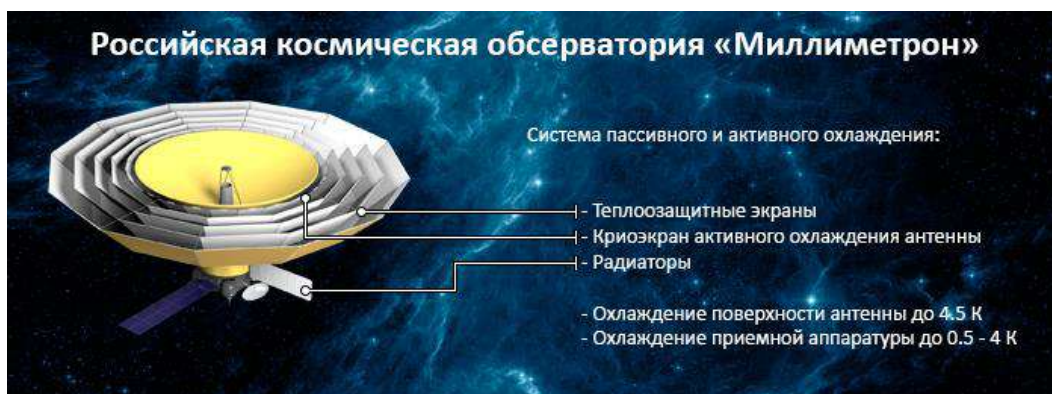 Российская космическая обсерватория «Миллиметрон»
Система пассивного и активного охлаждения:
- Теплоозащитные экраны
- Криоэкран активного охлаждения антенны
- Радиаторы
- Охлаждение поверхности антенны до 4.5 К
- Охлаждение приемной аппаратуры до 0.5 - 4 К